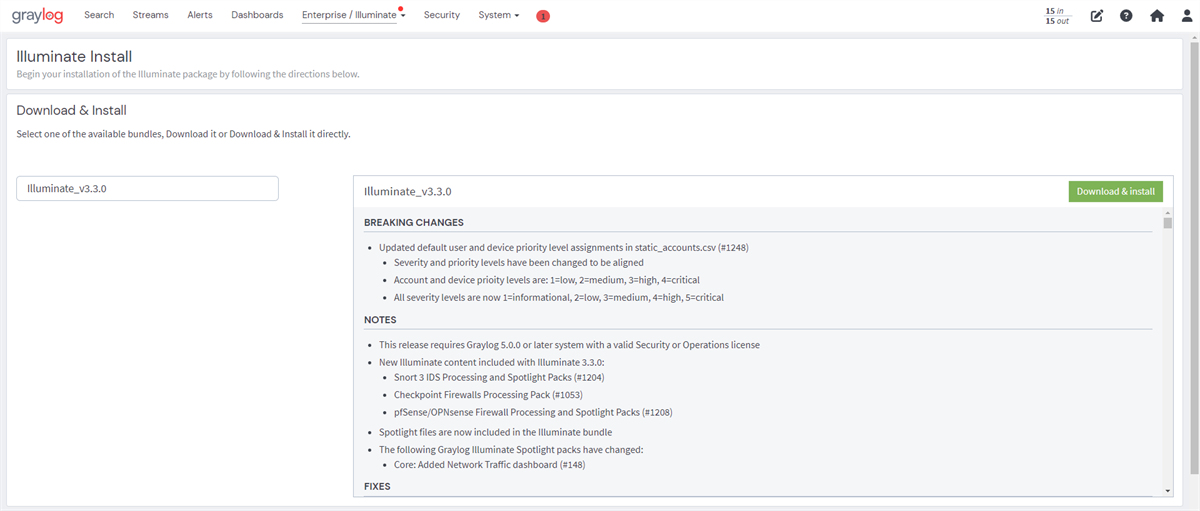 graylog Search Streams Alerts Dashboards Enterprise / Illuminate Security System 1 15 in
15 out
Illuminate Install
Begin your installation of the Illuminate package by following the directions below.
Download & Install
Select one of the available bundles, Download it or Download & Install it directly.
Illuminate_v3.3.0
Illuminate_v3.3.0 Download & install
BREAKING CHANGES
• Updated default user and device priority level assignments in static_accounts.csv (#1248)
• Severity and priority levels have been changed to be aligned
• Account and device prioity levels are: 1=low, 2=medium, 3=high, 4=critical
• All severity levels are now 1=informational, 2=low, 3=medium, 4=high, 5=critical
NOTES
• This release requires Graylog 5.0.0 or later system with a valid Security or Operations license
• New Illuminate content included with Illuminate 3.3.0:
• Snort 3 IDS Processing and Spotlight Packs (#1204)
• Checkpoint Firewalls Processing Pack (#1053)
• pfSense/OPNsense Firewall Processing and Spotlight Packs (#1208)
• Spotlight files are now included in the Illuminate bundle
• The following Graylog Illuminate Spotlight packs have changed:
• Core: Added Network Traffic dashboard (#148)
FIXES